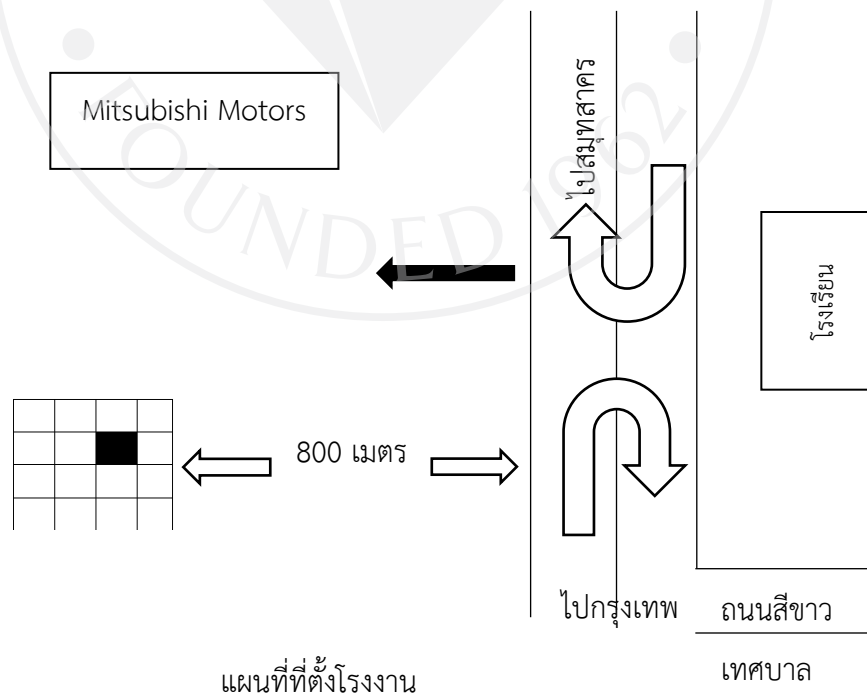 Mitsubishi Motors
ไปสมุทสาคร
FOUNDED 1962
โรงเรียน
800 เมตร
ไปกรุงเทพ
ถนนสีขาว
เทศบาล
แผนที่ที่ตั้งโรงงาน